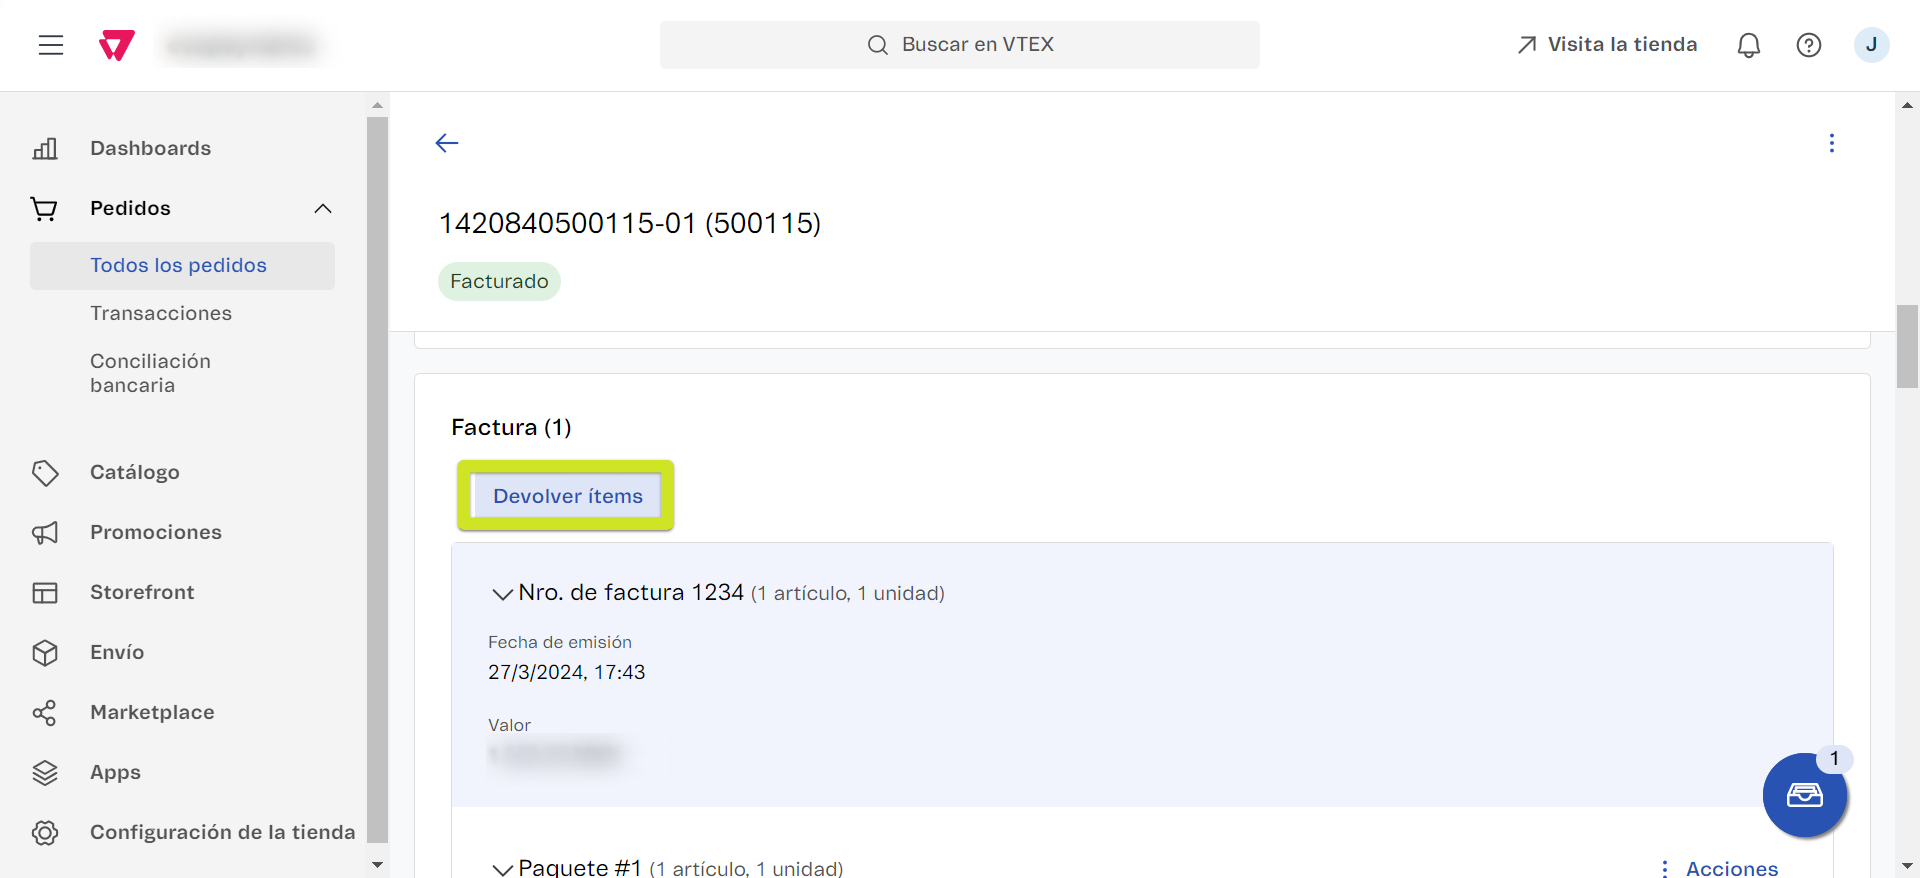 Buscar en VTEX
Visita la tienda
J
Dashboards
Pedidos
Todos los pedidos
Transacciones
Conciliación
bancaria
Catálogo
Promociones
Storefront
Envío
Marketplace
Apps
Configuración de la tienda
1420840500115-01 (500115)
Facturado
Factura (1)
Devolver ítems
Nro. de factura 1234 (1 artículo, 1 unidad)
Fecha de emisión
27/3/2024, 17:43
Valor
1
Paquete #1 (1 artículo, 1 unidad)
Acciones